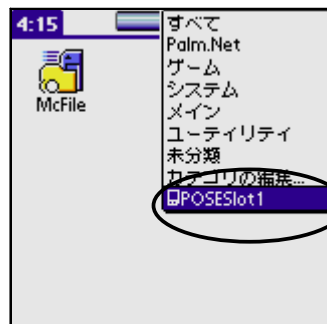 4:15
McFile
すべて
Palm.Net
ゲーム
システム
メイン
ユーティリティ
未分類
カテゴリの編集...
POSESlot1